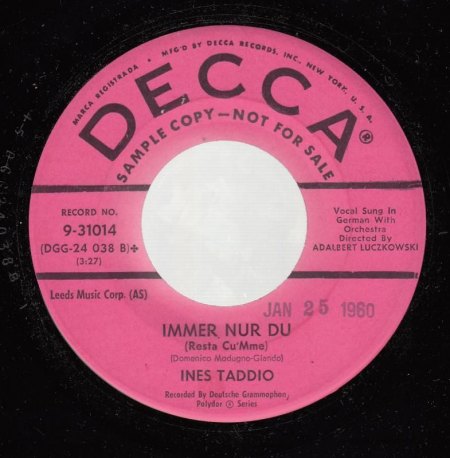 MARCA REGISTRADA • MF'D BY DECCA RECORDS, INC., NEW YORK, U. S. A.
DECCA®
SAMPLE COPY—NOT FOR SALE
RECORD NO.
9-31014
(DGG-24 038 B)✚
(3:27)
Vocal Sung In
German With
Orchestra
Directed By
ADALBERT LUCZKOWSKI
Leeds Music Corp. (AS)
JAN 25 1960
IMMER NUR DU
(Resta Cu'Mme)
(Domenico Modugno-Glando)
INES TADDIO
Recorded By Deutsche Grammophon,
Polydor ® Series